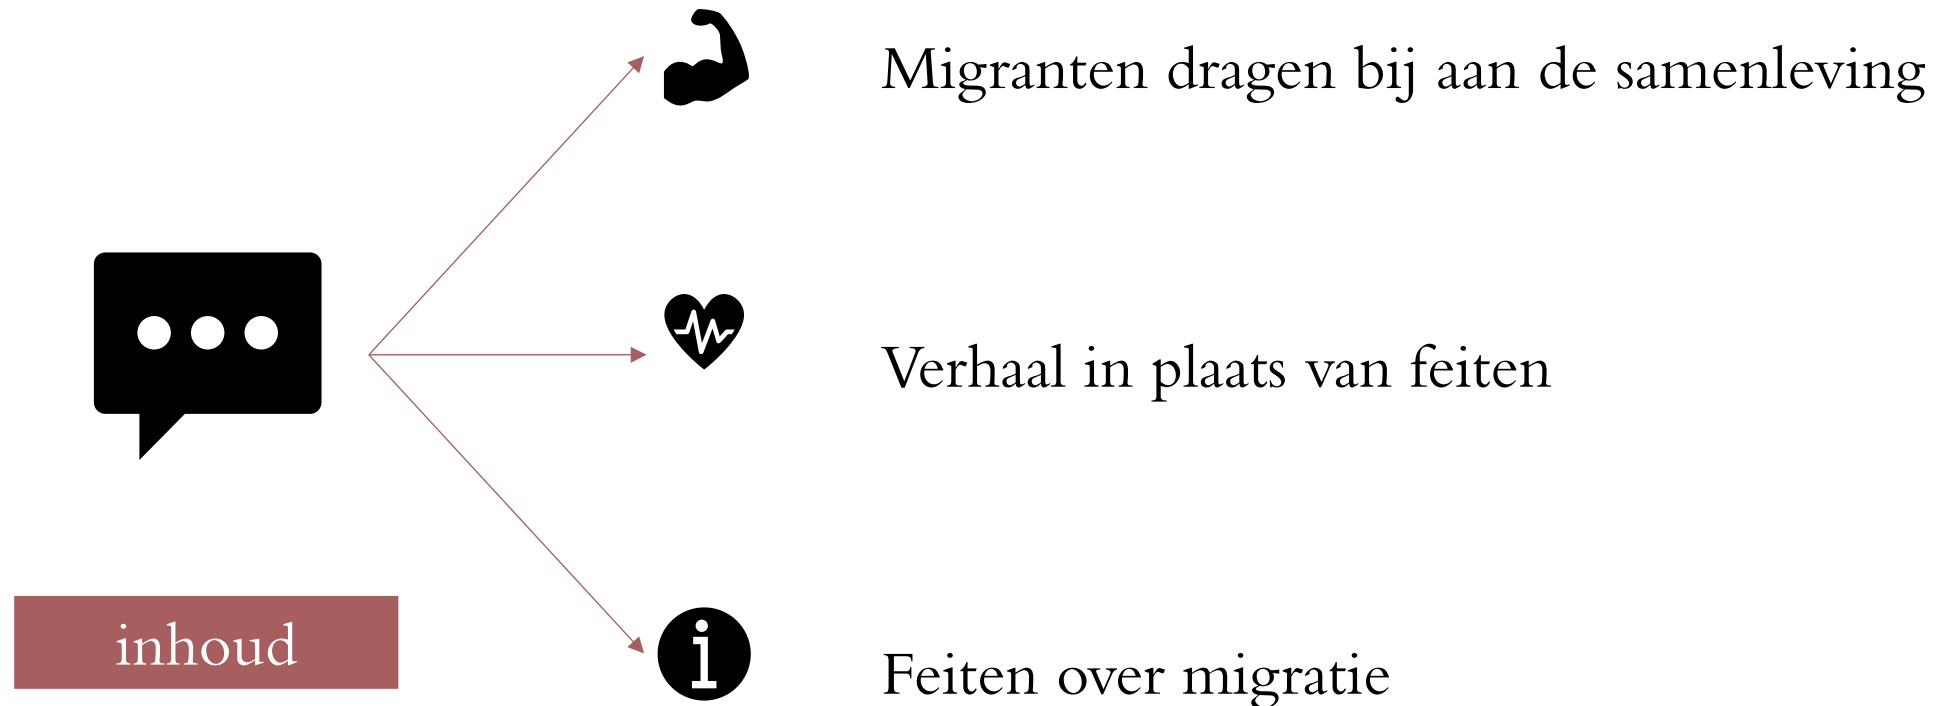 Migranten dragen bij aan de samenleving
Verhaal in plaats van feiten
inhoud
Feiten over migratie